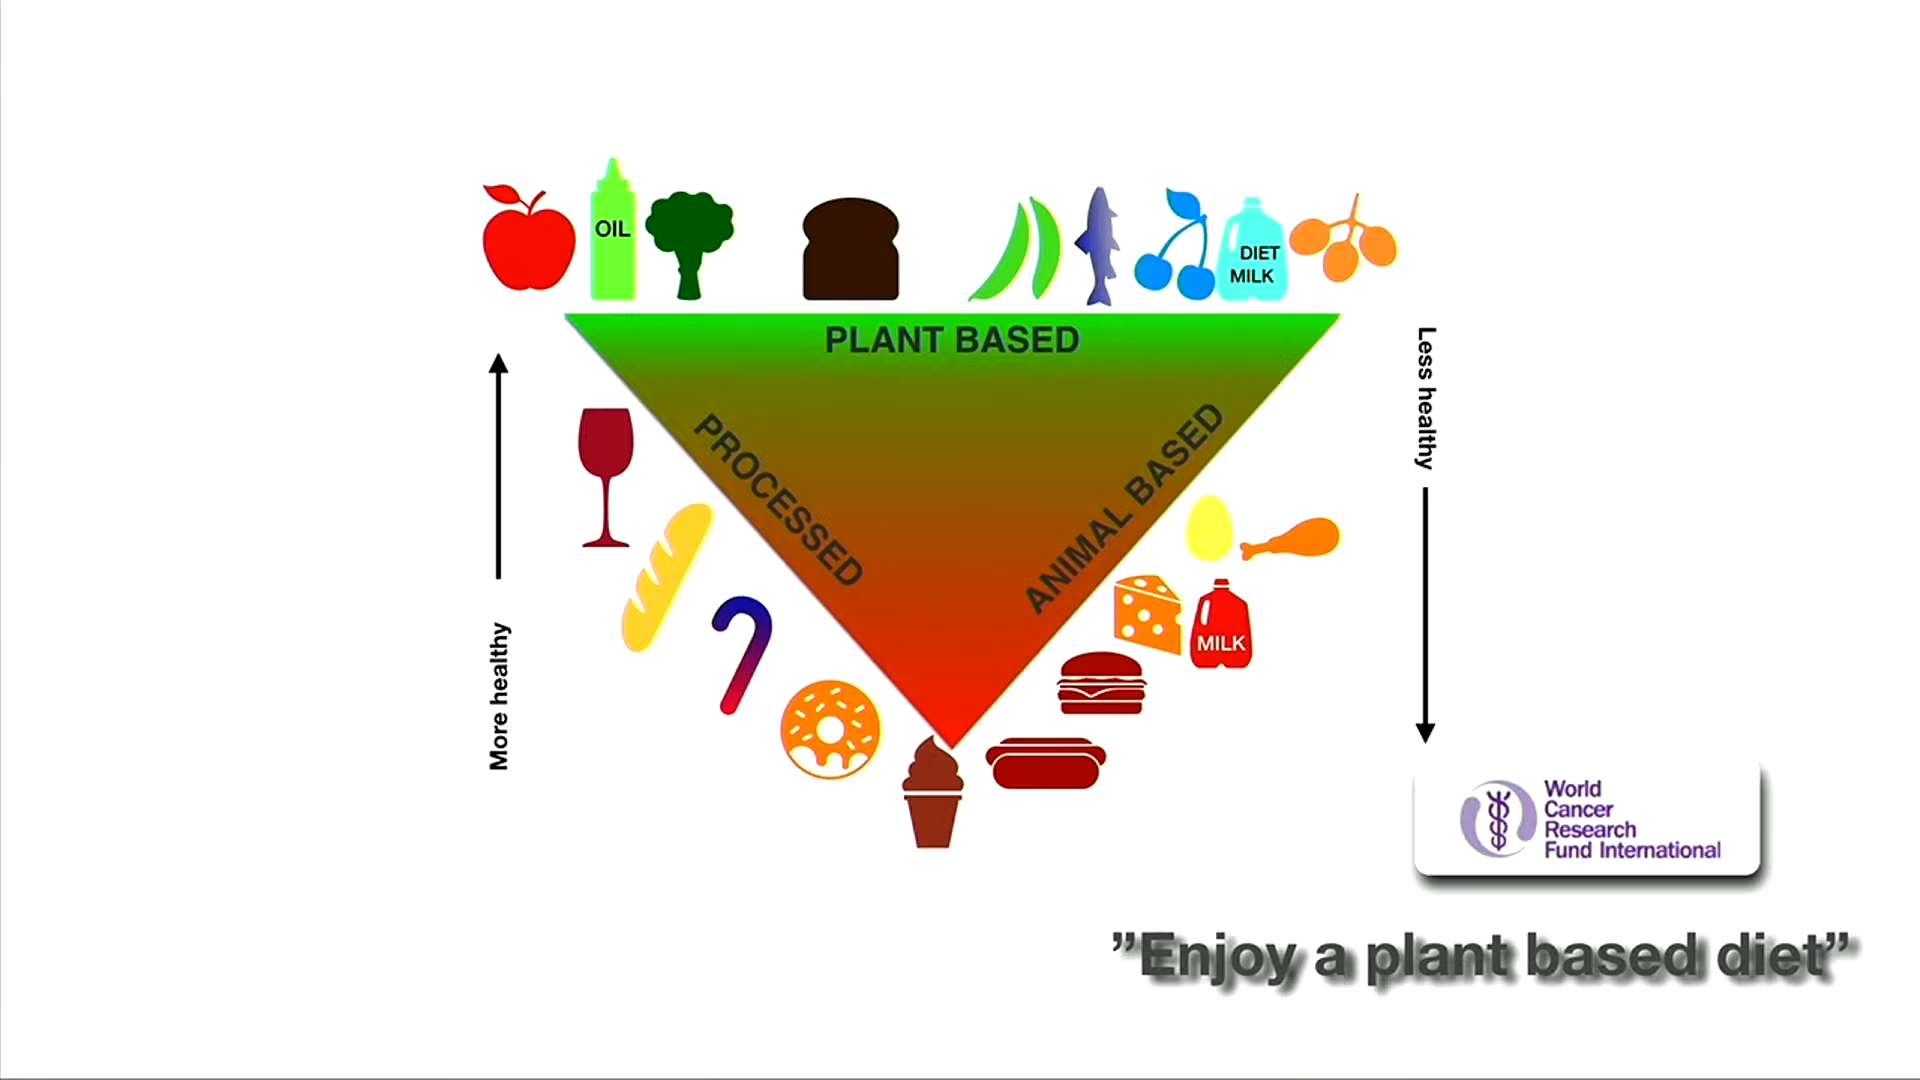 OIL
DIET
MILK
PLANT BASED
PROCESSED
ANIMAL BASED
More healthy
Less healthy
MILK
World
Cancer
Research
Fund International
”Enjoy a plant based diet”